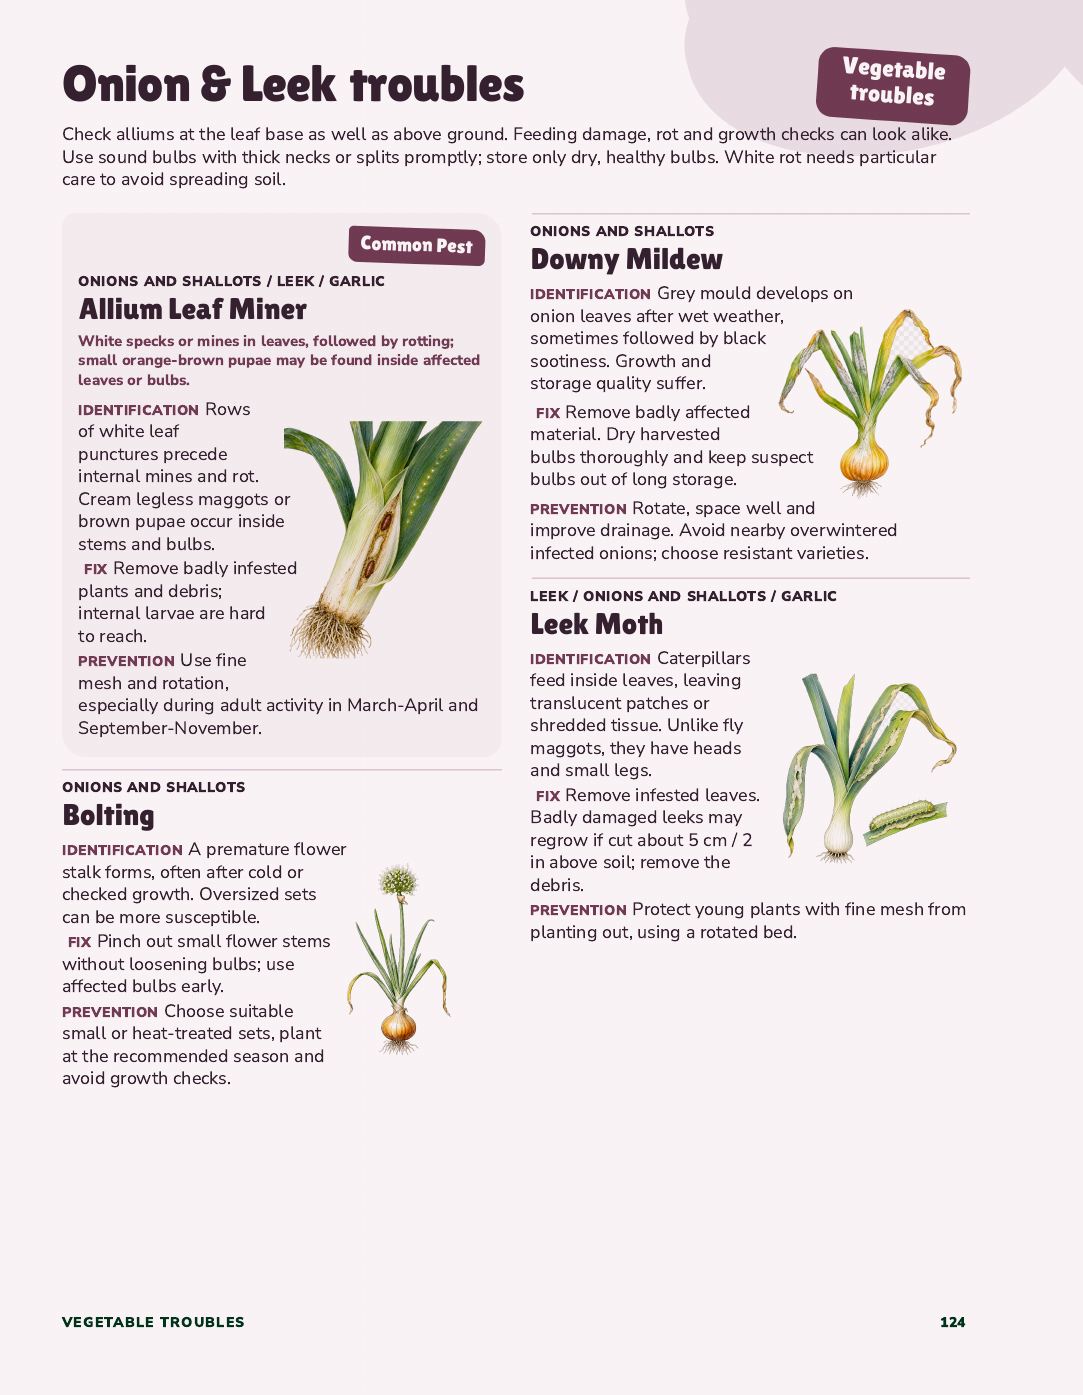 Onion & Leek troubles
Vegetable
troubles
Check alliums at the leaf base as well as above ground. Feeding damage, rot and growth checks can look alike.
Use sound bulbs with thick necks or splits promptly; store only dry, healthy bulbs. White rot needs particular
care to avoid spreading soil.
Common Pest
ONIONS AND SHALLOTS / LEEK / GARLIC
Allium Leaf Miner
White specks or mines in leaves, followed by rotting;
small orange-brown pupae may be found inside affected
leaves or bulbs.
IDENTIFICATION Rows
of white leaf
punctures precede
internal mines and rot.
Cream legless maggots or
brown pupae occur inside
stems and bulbs.
FIX Remove badly infested
plants and debris;
internal larvae are hard
to reach.
PREVENTION Use fine
mesh and rotation,
especially during adult activity in March-April and
September-November.
ONIONS AND SHALLOTS
Bolting
IDENTIFICATION A premature flower
stalk forms, often after cold or
checked growth. Oversized sets
can be more susceptible.
FIX Pinch out small flower stems
without loosening bulbs; use
affected bulbs early.
PREVENTION Choose suitable
small or heat-treated sets, plant
at the recommended season and
avoid growth checks.
ONIONS AND SHALLOTS
Downy Mildew
IDENTIFICATION Grey mould develops on
onion leaves after wet weather,
sometimes followed by black
sootiness. Growth and
storage quality suffer.
FIX Remove badly affected
material. Dry harvested
bulbs thoroughly and keep suspect
bulbs out of long storage.
PREVENTION Rotate, space well and
improve drainage. Avoid nearby overwintered
infected onions; choose resistant varieties.
LEEK / ONIONS AND SHALLOTS / GARLIC
Leek Moth
IDENTIFICATION Caterpillars
feed inside leaves, leaving
translucent patches or
shredded tissue. Unlike fly
maggots, they have heads
and small legs.
FIX Remove infested leaves.
Badly damaged leeks may
regrow if cut about 5 cm / 2
in above soil; remove the
debris.
PREVENTION Protect young plants with fine mesh from
planting out, using a rotated bed.
VEGETABLE TROUBLES
124